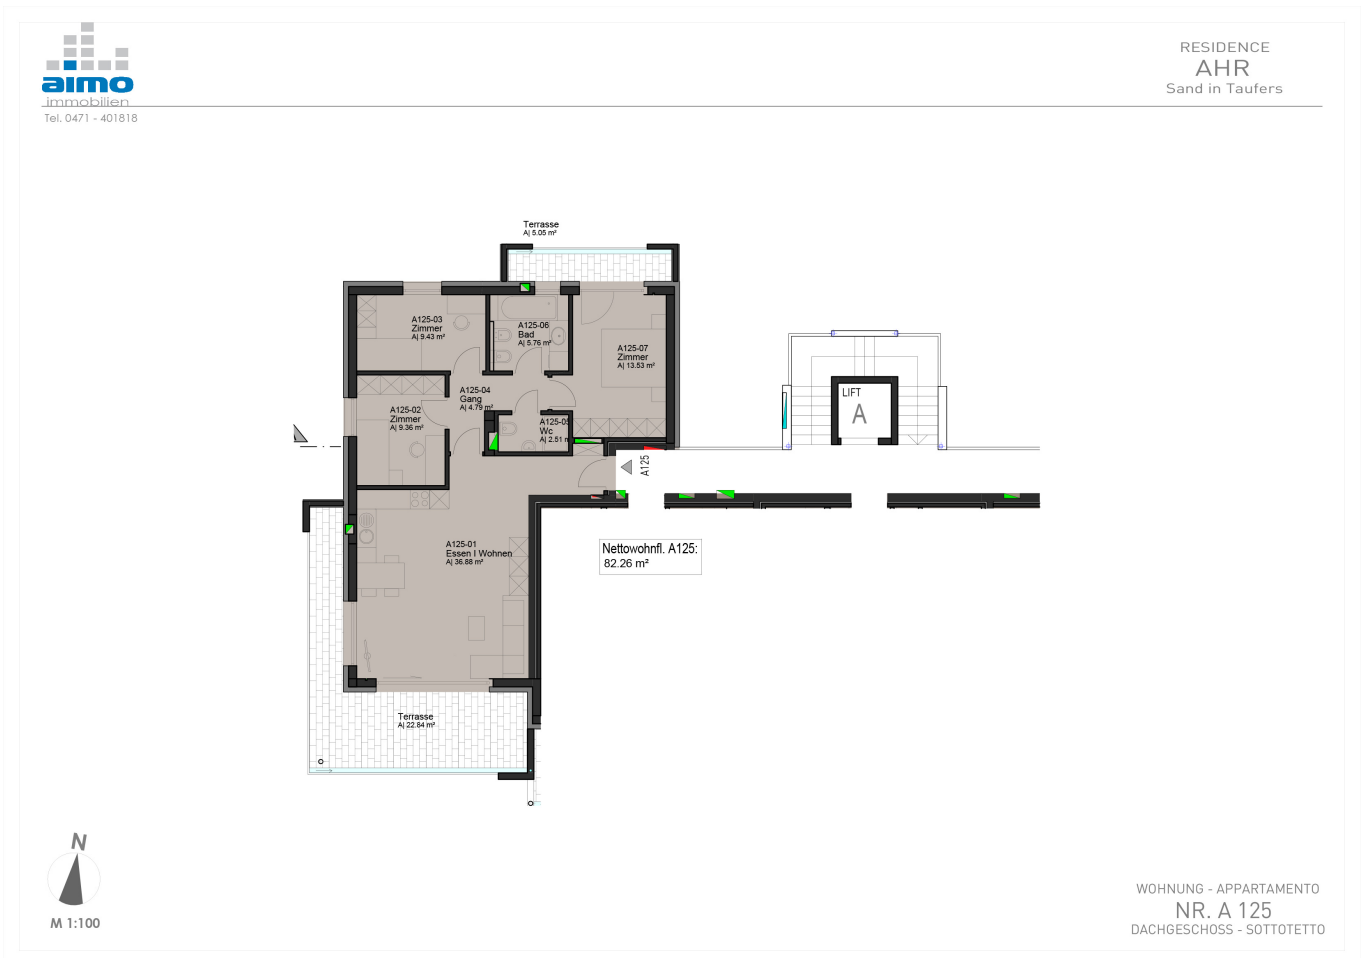 aimo
immobilien
Tel. 0471 - 401818
RESIDENCE
AHR
Sand in Taufers
Terrasse
A| 5.05 m²
A125-03
Zimmer
A| 9.43 m²
A125-06
Bad
A| 5.76 m²
A125-07
Zimmer
A| 13.53 m²
A125-04
Gang
A| 4.79 m²
A125-02
Zimmer
A| 9.36 m²
A125-05
Wc
A| 2.51 m
LIFT
A
A125
A125-01
Essen I Wohnen
A| 36.88 m²
Nettowohnfl. A125:
82.26 m²
Terrasse
A| 22.84 m²
N
M 1:100
WOHNUNG - APPARTAMENTO
NR. A 125
DACHGESCHOSS - SOTTOTETTO